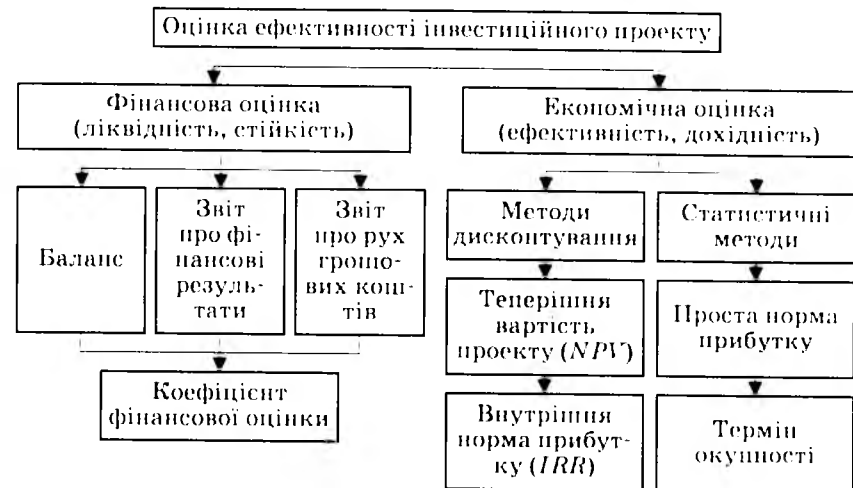 Оцінка ефективності інвестиційного проекту
Фінансова оцінка
(ліквідність, стійкість)
Економічна оцінка
(ефективність, дохідність)
Баланс
Звіт
про фі-
нансові
резуль-
тати
Звіт
про рух
грошо-
вих кош-
тів
Методи
дисконтування
Статистичні
методи
Теперішня
вартість
проекту (NPV)
Проста норма
прибутку
Коефіцієнт
фінансової оцінки
Внутрішня
норма прибут-
ку (IRR)
Термін
окупності